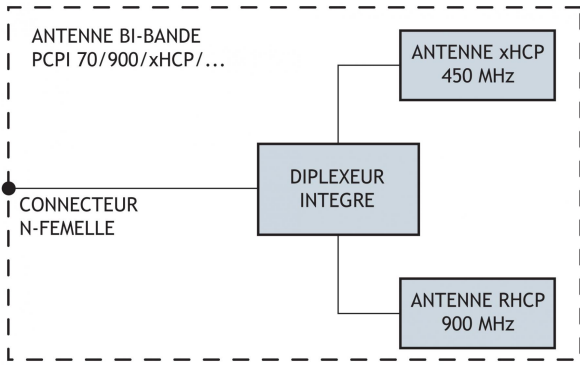 ANTENNE BI-BANDE
PCPI 70/900/xHCP/...
ANTENNE xHCP
450 MHz
DIPLEXEUR
INTEGRE
CONNECTEUR
N-FEMELLE
ANTENNE RHCP
900 MHz